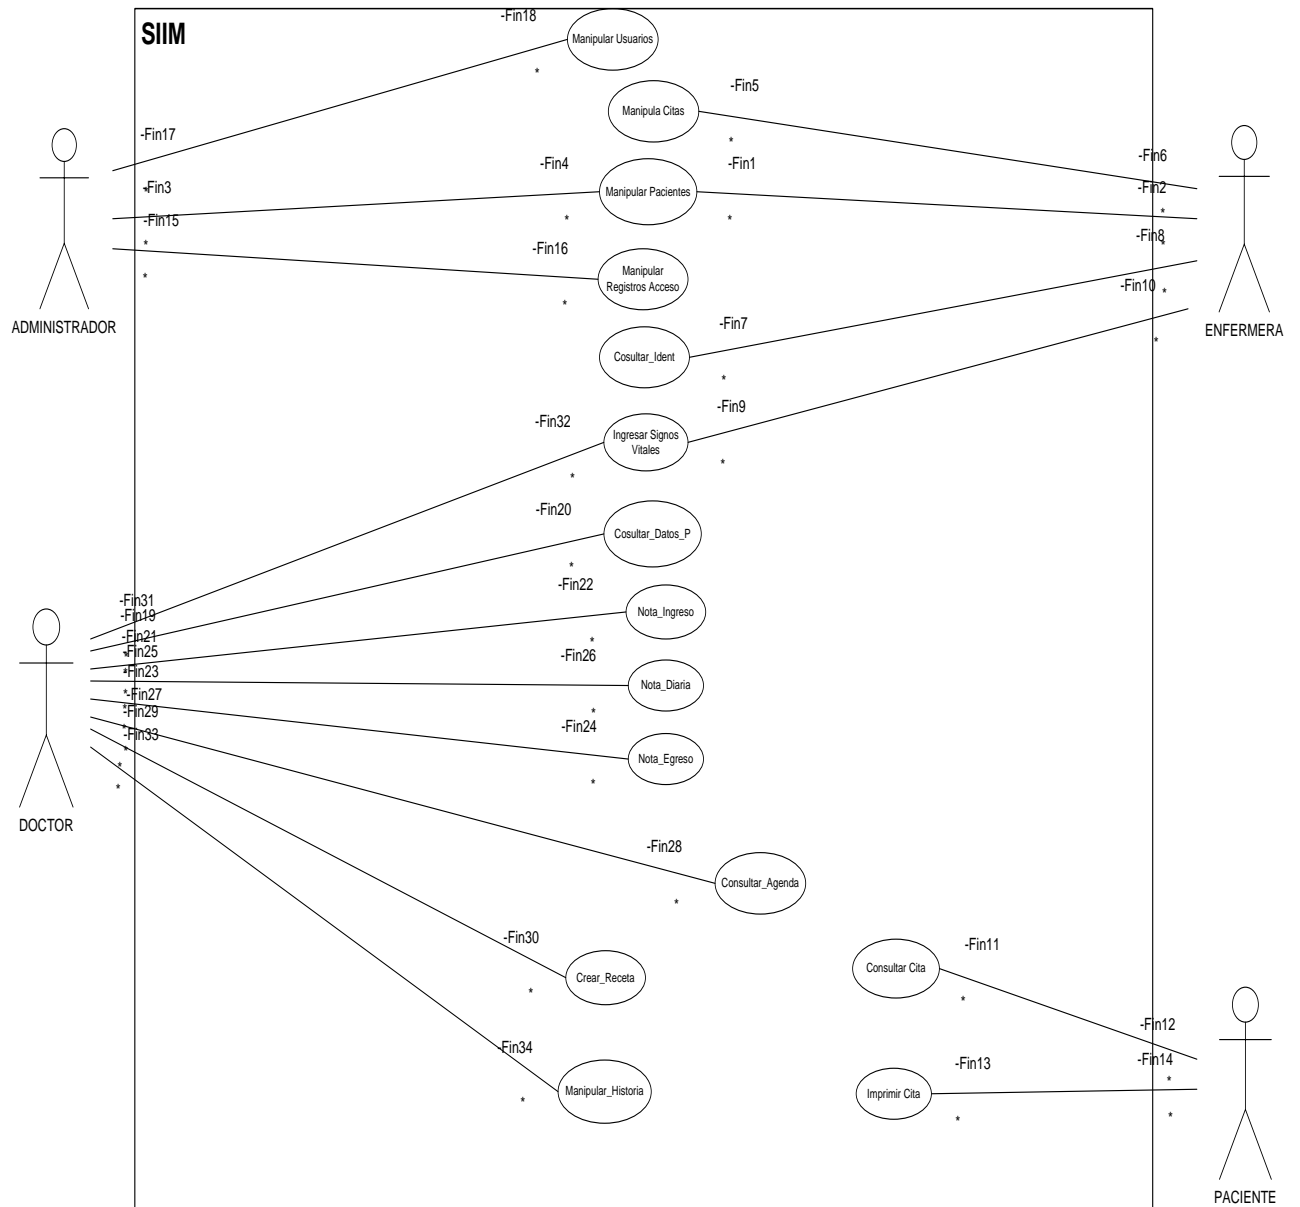 -Fin18
SIIM
Manipular Usuarios
*
-Fin5
Manipula Citas
-Fin17
*
-Fin6
-Fin4
-Fin1
*
-Fin3
Manipular Pacientes
-Fin2
*
-Fin15
*
*
-Fin8
*
-Fin16
*
*
Manipular
Registros Acceso
-Fin10
*
*
*
ADMINISTRADOR
-Fin7
ENFERMERA
*
Cosultar_Ident
*
-Fin32
-Fin9
Ingresar Signos
Vitales
*
*
-Fin20
Cosultar_Datos_P
*
-Fin22
-Fin31
-Fin19
Nota_Ingreso
-Fin21
*
-Fin25
-Fin26
*
-Fin23
Nota_Diaria
*
-Fin27
*
*
-Fin29
*
-Fin24
-Fin33
*
Nota_Egreso
*
*
*
DOCTOR
-Fin28
Consultar_Agenda
*
-Fin30
-Fin11
Crear_Receta
Consultar Cita
*
*
-Fin12
-Fin34
-Fin13
-Fin14
Manipular_Historia
Imprimir Cita
*
*
*
*
PACIENTE